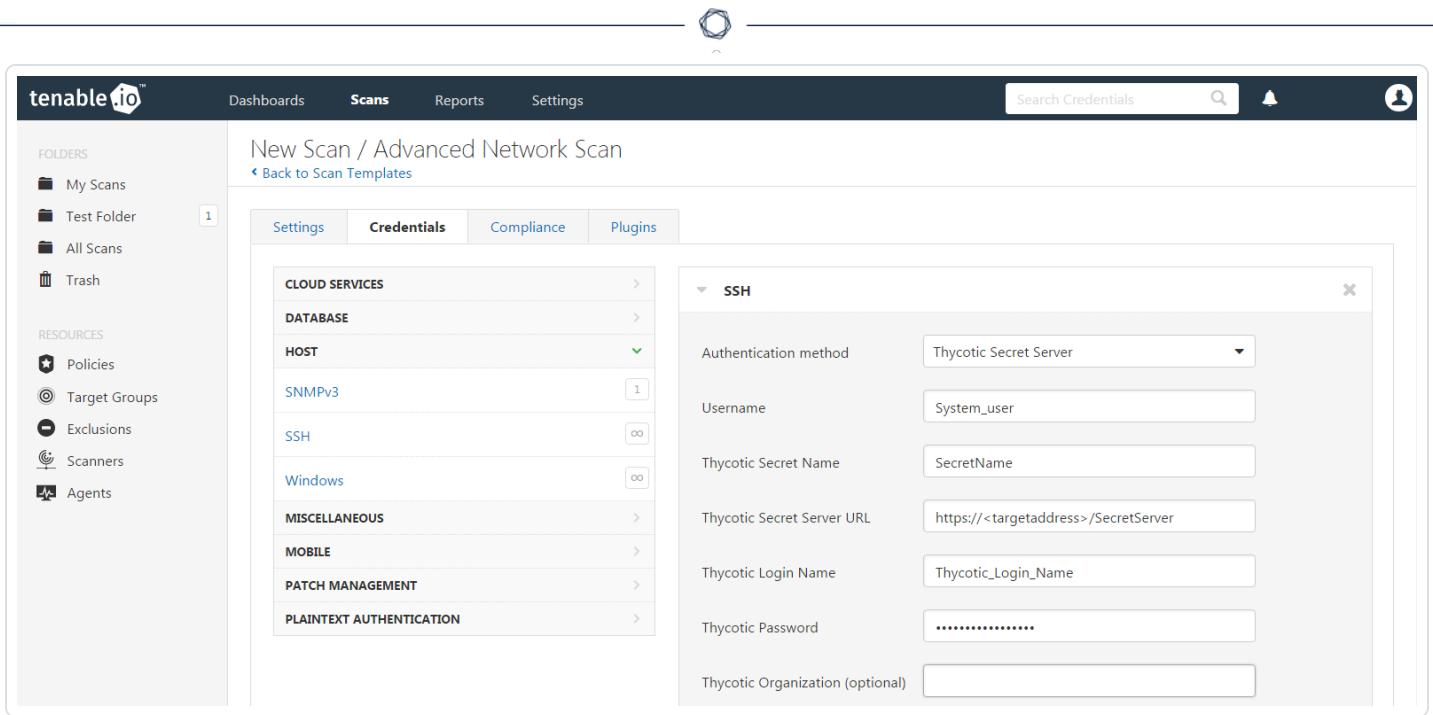 tenable.io™
Dashboards
Scans
Reports
Settings
Search Credentials
FOLDERS
My Scans
Test Folder
1
All Scans
Trash
RESOURCES
Policies
Target Groups
Exclusions
Scanners
Agents
New Scan / Advanced Network Scan
Back to Scan Templates
Settings
Credentials
Compliance
Plugins
CLOUD SERVICES
DATABASE
HOST
SNMPv3
1
SSH
∞
Windows
∞
MISCELLANEOUS
MOBILE
PATCH MANAGEMENT
PLAINTEXT AUTHENTICATION
SSH
Authentication method
Thycotic Secret Server
Username
System_user
Thycotic Secret Name
SecretName
Thycotic Secret Server URL
https://<targetaddress>/SecretServer
Thycotic Login Name
Thycotic_Login_Name
Thycotic Password
••••••••••••••••
Thycotic Organization (optional)